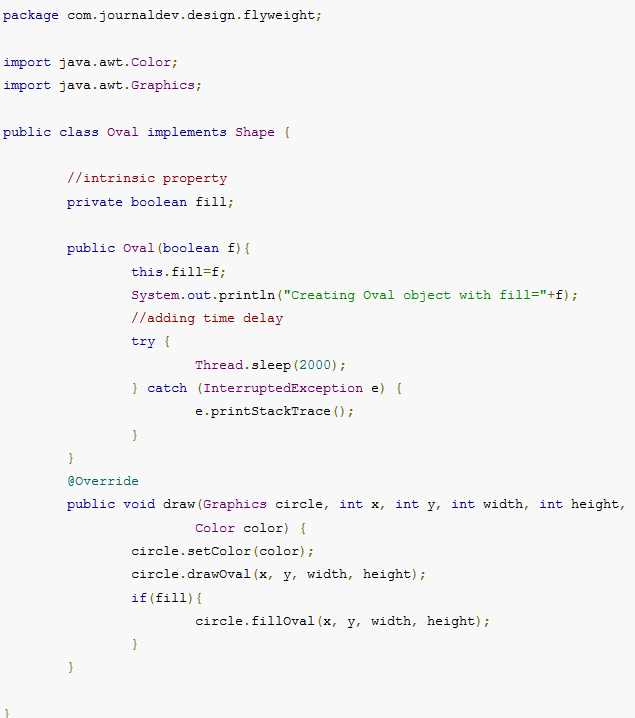 package com.journaldev.design.flyweight;
import java.awt.Color;
import java.awt.Graphics;
public class Oval implements Shape {
//intrinsic property
private boolean fill;
public Oval(boolean f){
this.fill=f;
System.out.println("Creating Oval object with fill="+f);
//adding time delay
try {
Thread.sleep(2000);
} catch (InterruptedException e) {
e.printStackTrace();
}
}
@Override
public void draw(Graphics circle, int x, int y, int width, int height,
Color color) {
circle.setColor(color);
circle.drawOval(x, y, width, height);
if(fill){
circle.fillOval(x, y, width, height);
}
}
}